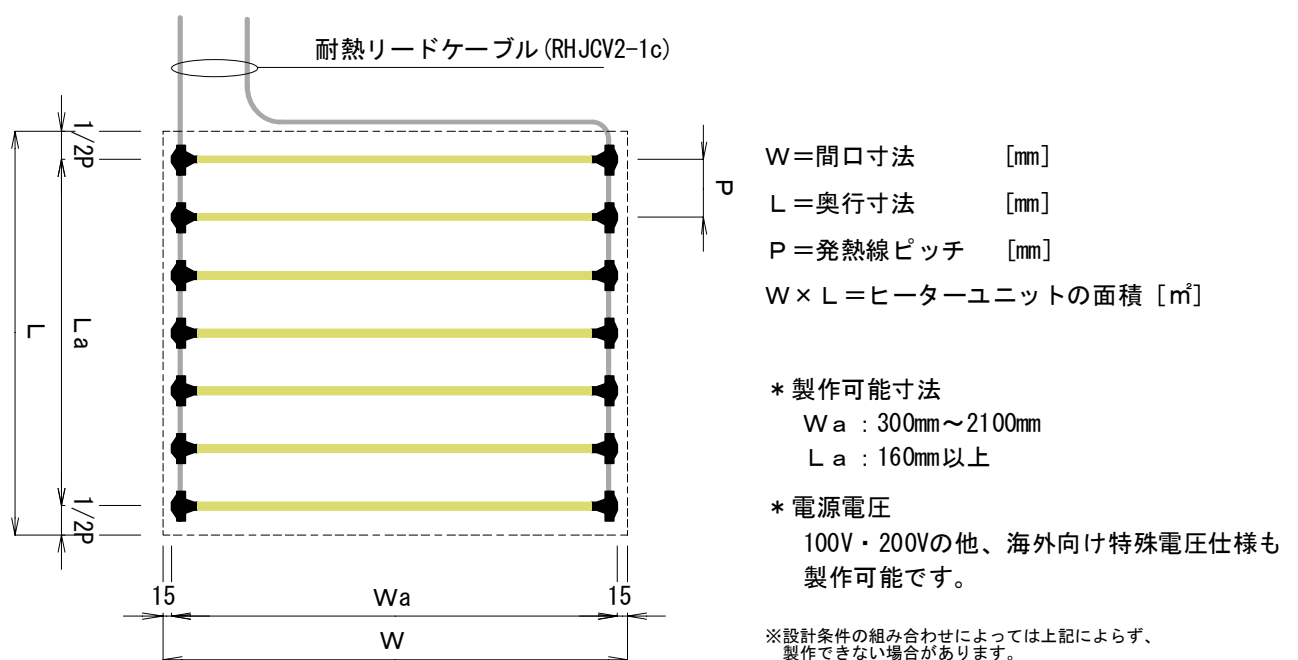 耐熱リードケーブル(RHJCV2-1c)
1/2P
La
L
1/2P
P
15
Wa
15
W
W=間口寸法 [mm]
L=奥行寸法 [mm]
P=発熱線ピッチ [mm]
W×L=ヒーターユニットの面積 [㎡]
*製作可能寸法
Wa:300mm～2100mm
La:160mm以上
*電源電圧
100V・200Vの他、海外向け特殊電圧仕様も
製作可能です。
※設計条件の組み合わせによっては上記によらず、
製作できない場合があります。